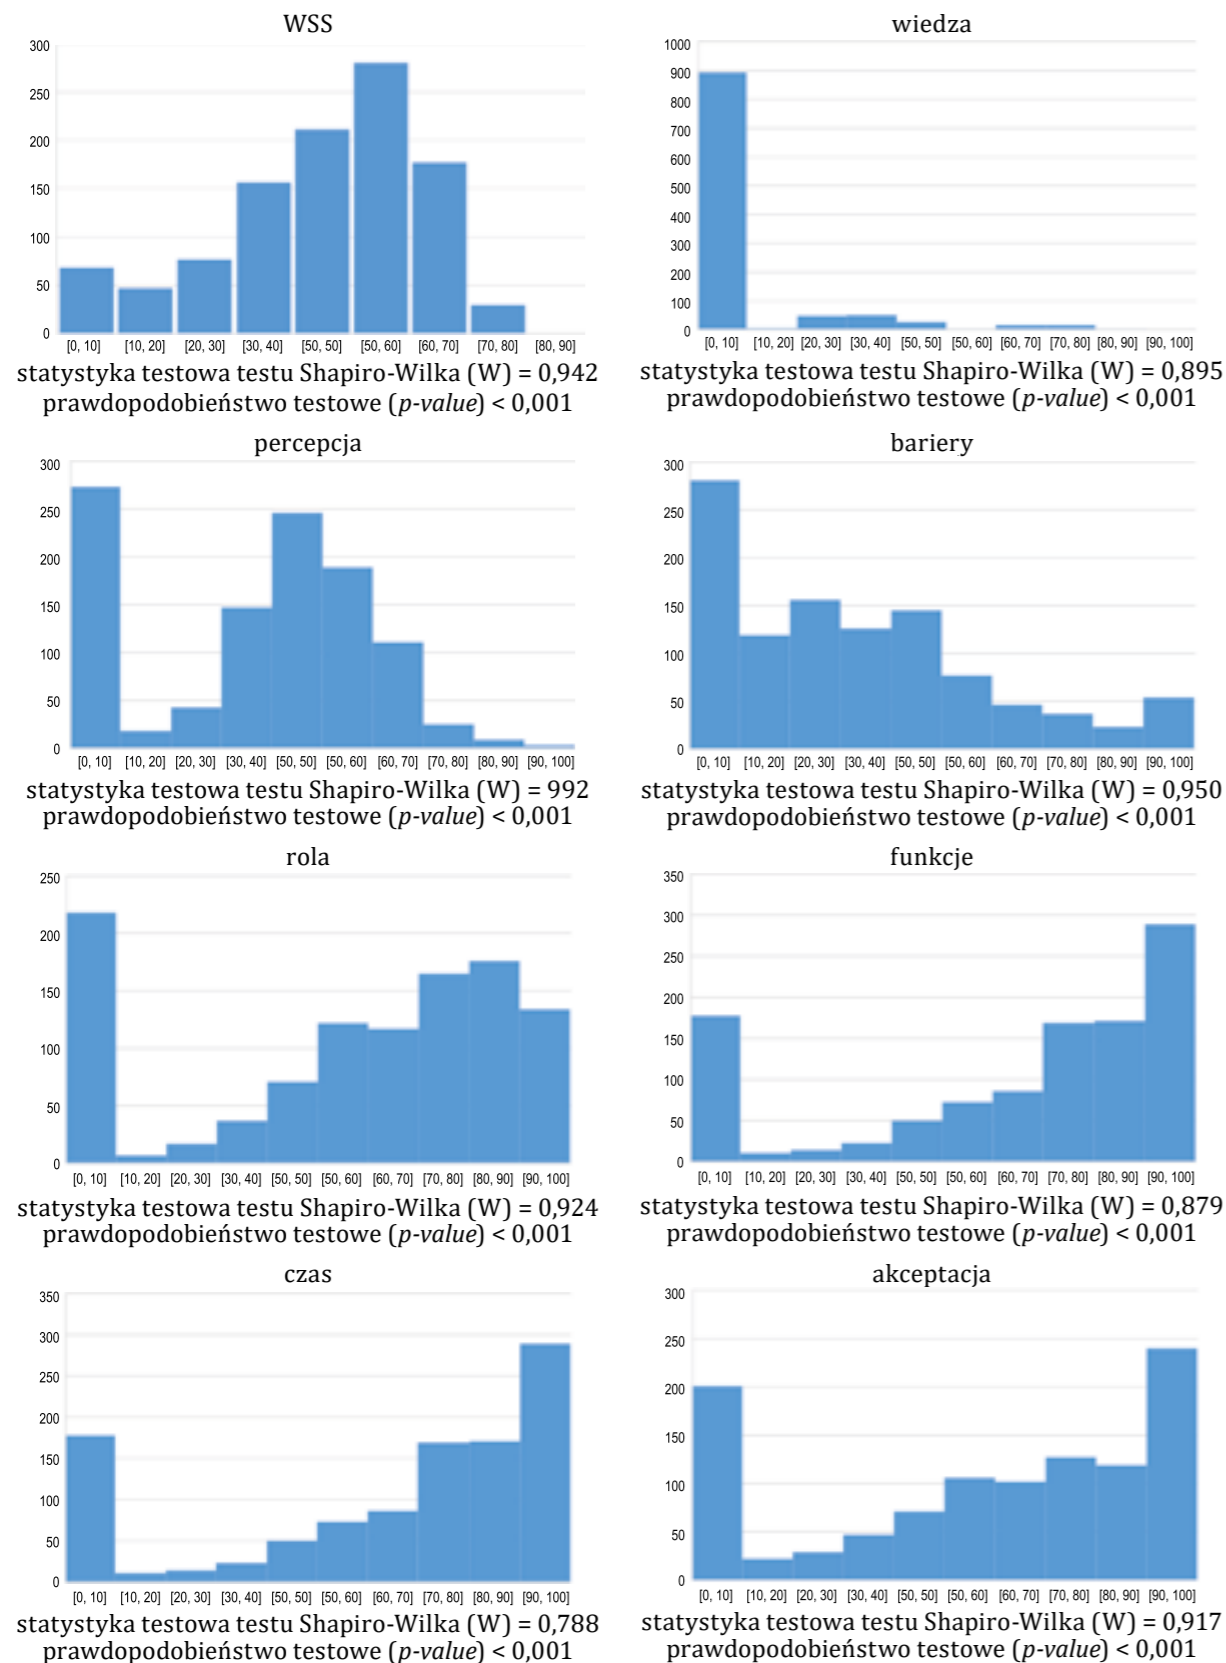 WSS
300
250
200
150
100
50
0
[0, 10] [10, 20] [20, 30] [30, 40] [50, 50] [50, 60] [60, 70] [70, 80] [80, 90]
statystyka testowa testu Shapiro-Wilka (W) = 0,942
prawdopodobieństwo testowe (p-value) < 0,001
wiedza
1000
900
800
700
600
500
400
300
200
100
0
[0, 10] [10, 20] [20, 30] [30, 40] [50, 50] [50, 60] [60, 70] [70, 80] [80, 90] [90, 100]
statystyka testowa testu Shapiro-Wilka (W) = 0,895
prawdopodobieństwo testowe (p-value) < 0,001
percepcja
300
250
200
150
100
50
0
[0, 10] [10, 20] [20, 30] [30, 40] [50, 50] [50, 60] [60, 70] [70, 80] [80, 90] [90, 100]
statystyka testowa testu Shapiro-Wilka (W) = 992
prawdopodobieństwo testowe (p-value) < 0,001
bariery
300
250
200
150
100
50
0
[0, 10] [10, 20] [20, 30] [30, 40] [50, 50] [50, 60] [60, 70] [70, 80] [80, 90] [90, 100]
statystyka testowa testu Shapiro-Wilka (W) = 0,950
prawdopodobieństwo testowe (p-value) < 0,001
rola
250
200
150
100
50
0
[0, 10] [10, 20] [20, 30] [30, 40] [50, 50] [50, 60] [60, 70] [70, 80] [80, 90] [90, 100]
statystyka testowa testu Shapiro-Wilka (W) = 0,924
prawdopodobieństwo testowe (p-value) < 0,001
funkcje
350
300
250
200
150
100
50
0
[0, 10] [10, 20] [20, 30] [30, 40] [50, 50] [50, 60] [60, 70] [70, 80] [80, 90] [90, 100]
statystyka testowa testu Shapiro-Wilka (W) = 0,879
prawdopodobieństwo testowe (p-value) < 0,001
czas
350
300
250
200
150
100
50
0
[0, 10] [10, 20] [20, 30] [30, 40] [50, 50] [50, 60] [60, 70] [70, 80] [80, 90] [90, 100]
statystyka testowa testu Shapiro-Wilka (W) = 0,788
prawdopodobieństwo testowe (p-value) < 0,001
akceptacja
300
250
200
150
100
50
0
[0, 10] [10, 20] [20, 30] [30, 40] [50, 50] [50, 60] [60, 70] [70, 80] [80, 90] [90, 100]
statystyka testowa testu Shapiro-Wilka (W) = 0,917
prawdopodobieństwo testowe (p-value) < 0,001